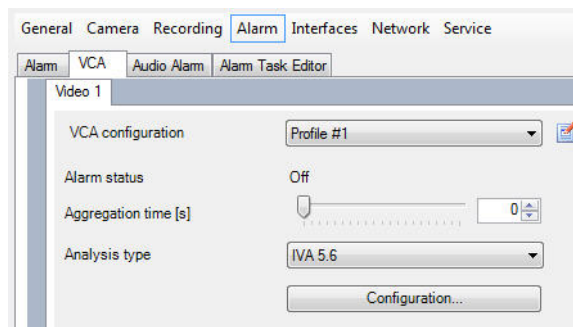 General Camera Recording Alarm Interfaces Network Service
Alarm VCA Audio Alarm Alarm Task Editor
Video 1
VCA configuration Profile #1
Alarm status Off
Aggregation time [s] 0
Analysis type IVA 5.6
Configuration...